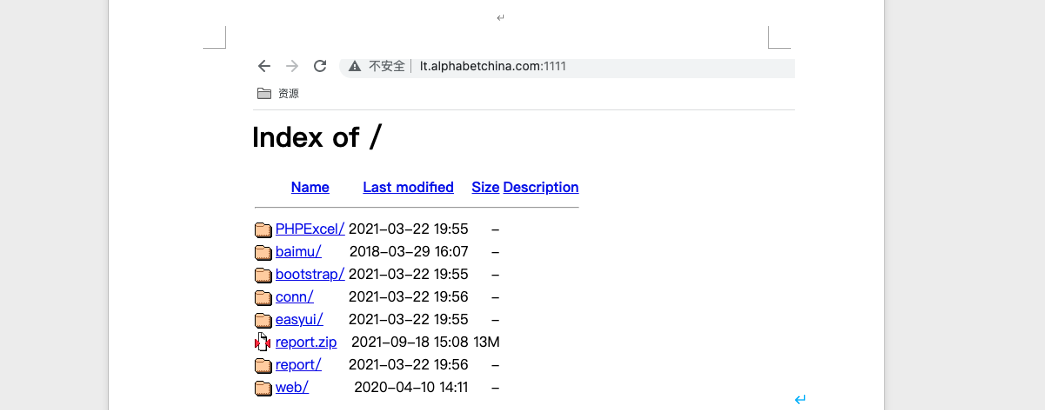 不安全 lt.alphabetchina.com:1111
资源
Index of /
Name Last modified Size Description
PHPExcel/ 2021-03-22 19:55 -
baimu/ 2018-03-29 16:07 -
bootstrap/ 2021-03-22 19:55 -
conn/ 2021-03-22 19:56 -
easyui/ 2021-03-22 19:55 -
report.zip 2021-09-18 15:08 13M
report/ 2021-03-22 19:56 -
web/ 2020-04-10 14:11 -